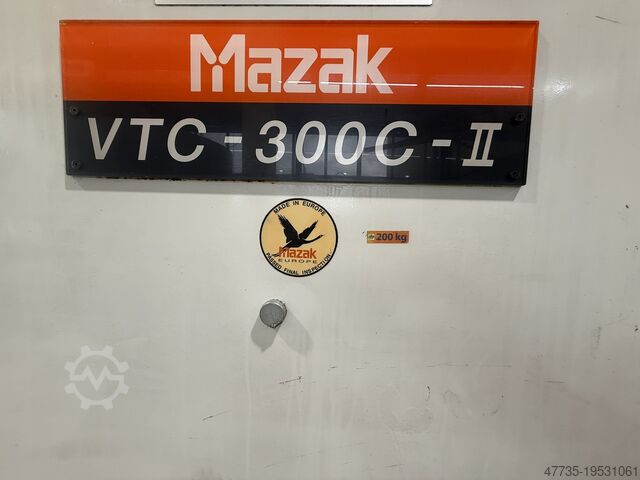 Mazak
VTC-300C-II
MADE IN EUROPE
Mazak
EUROPE
PASSED FINAL INSPECTION
200 kg
47735-19531061